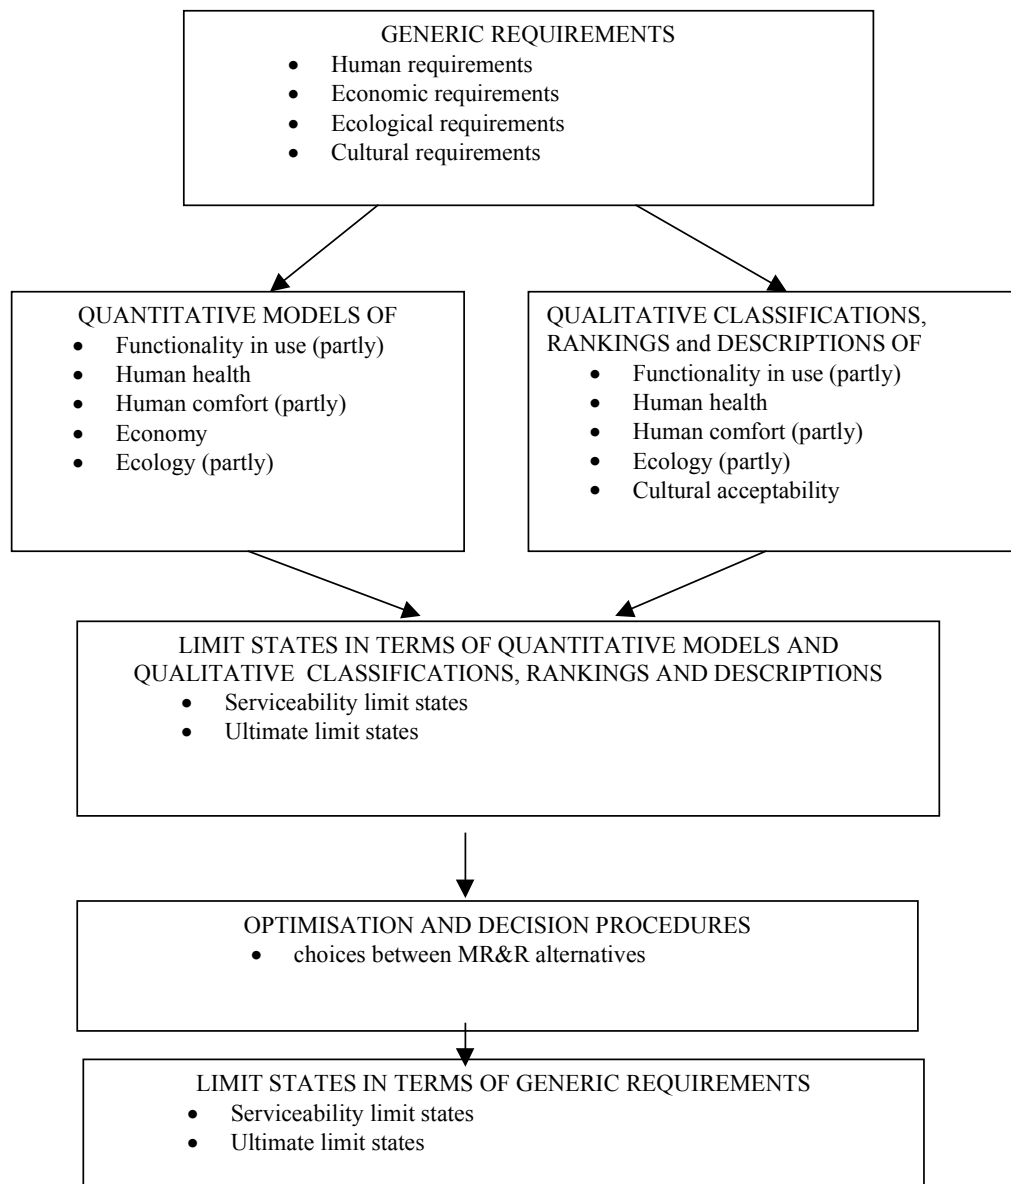 GENERIC REQUIREMENTS
• Human requirements
• Economic requirements
• Ecological requirements
• Cultural requirements
QUANTITATIVE MODELS OF
• Functionality in use (partly)
• Human health
• Human comfort (partly)
• Economy
• Ecology (partly)
QUALITATIVE CLASSIFICATIONS,
RANKINGS and DESCRIPTIONS OF
• Functionality in use (partly)
• Human health
• Human comfort (partly)
• Ecology (partly)
• Cultural acceptability
LIMIT STATES IN TERMS OF QUANTITATIVE MODELS AND
QUALITATIVE CLASSIFICATIONS, RANKINGS AND DESCRIPTIONS
• Serviceability limit states
• Ultimate limit states
OPTIMISATION AND DECISION PROCEDURES
• choices between MR&R alternatives
LIMIT STATES IN TERMS OF GENERIC REQUIREMENTS
• Serviceability limit states
• Ultimate limit states